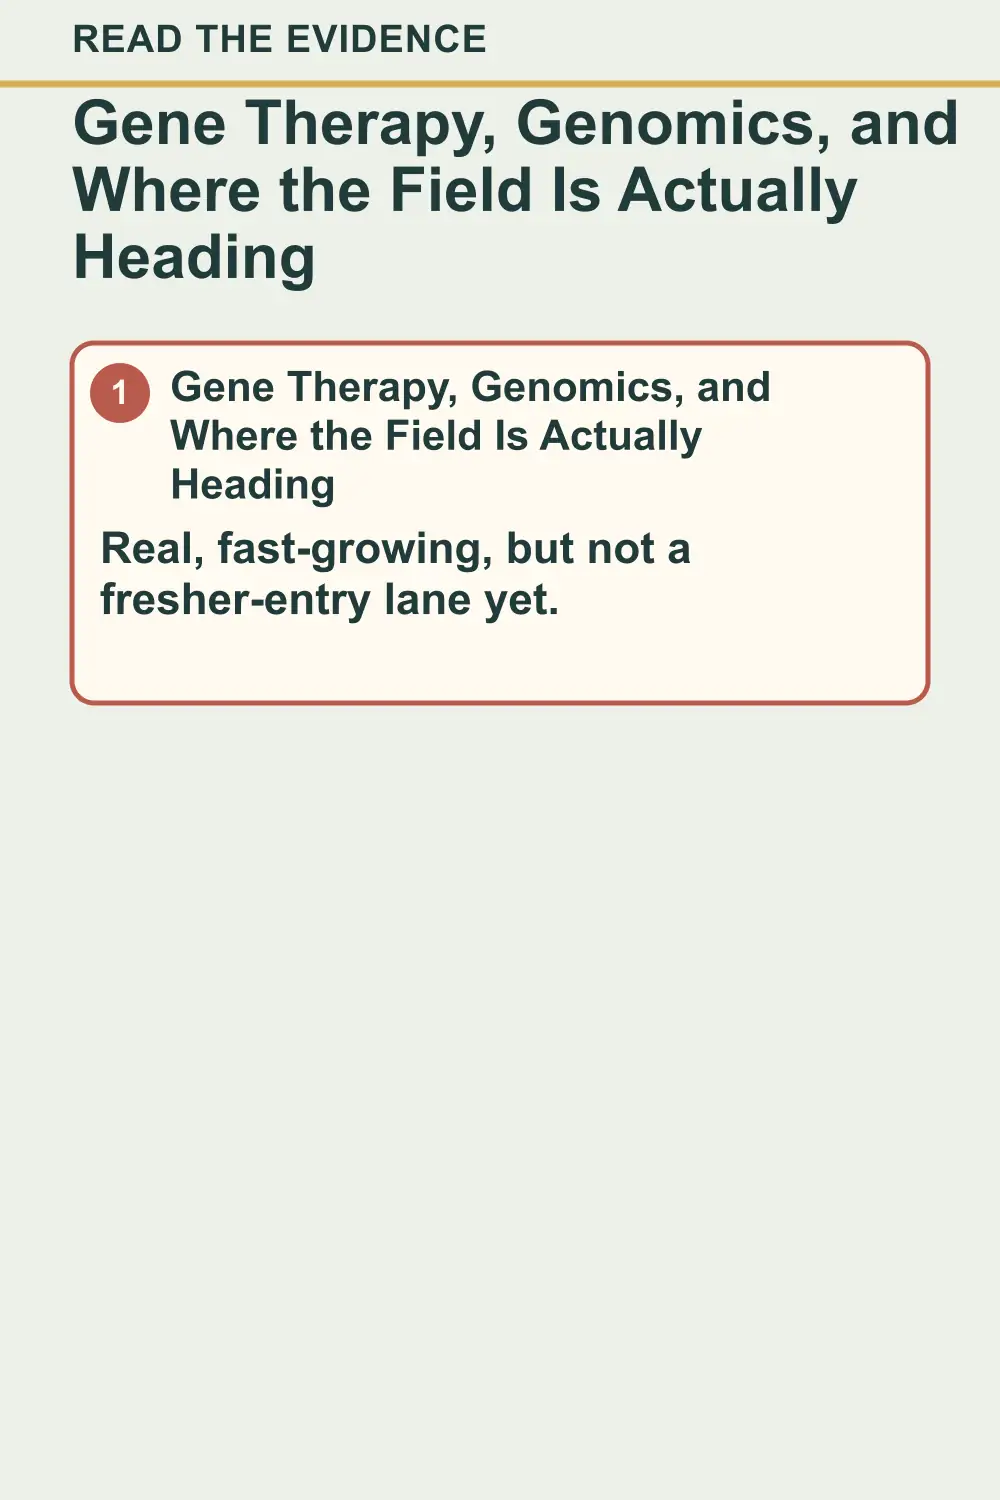 READ THE EVIDENCE
Gene Therapy, Genomics, and
Where the Field Is Actually
Heading
1
Gene Therapy, Genomics, and
Where the Field Is Actually
Heading
Real, fast-growing, but not a
fresher-entry lane yet.